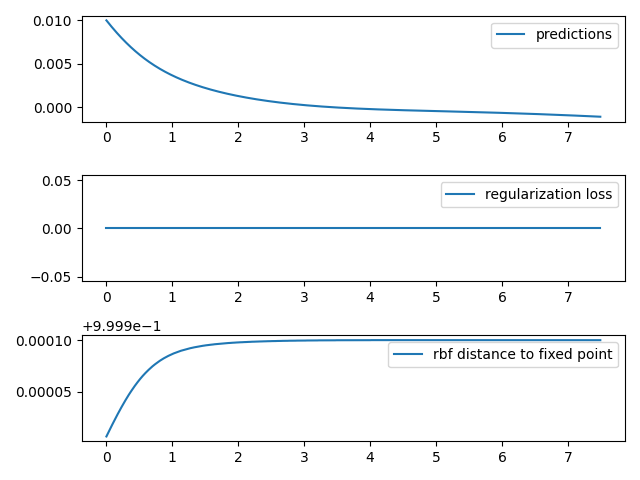 0.010
0.005
0.000
predictions
0 1 2 3 4 5 6 7
0.05
0.00
−0.05
regularization loss
0 1 2 3 4 5 6 7
+9.999e−1
0.00010
0.00005
rbf distance to fixed point
0 1 2 3 4 5 6 7